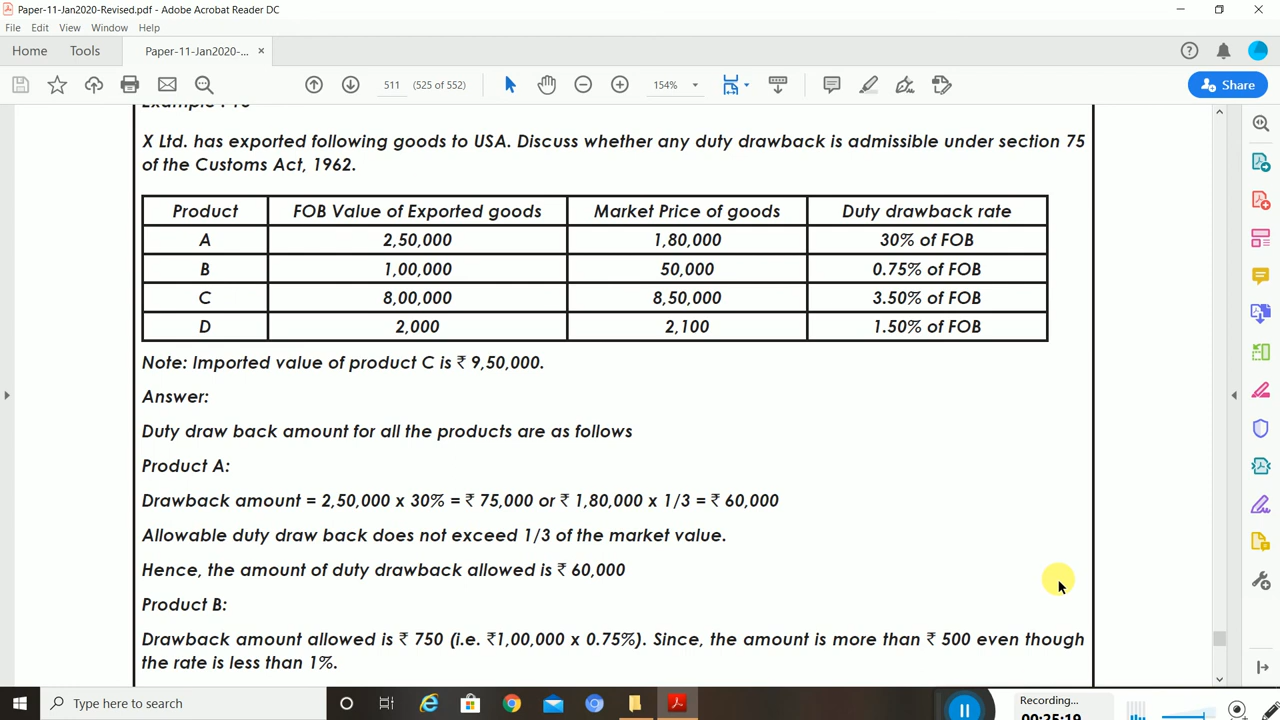 Paper-11-Jan2020-Revised.pdf - Adobe Acrobat Reader DC
File Edit View Window Help
Home Tools Paper-11-Jan2020-... ×
511 (525 of 552) 154% Share
X Ltd. has exported following goods to USA. Discuss whether any duty drawback is admissible under section 75
of the Customs Act, 1962.
Product FOB Value of Exported goods Market Price of goods Duty drawback rate
A 2,50,000 1,80,000 30% of FOB
B 1,00,000 50,000 0.75% of FOB
C 8,00,000 8,50,000 3.50% of FOB
D 2,000 2,100 1.50% of FOB
Note: Imported value of product C is ₹ 9,50,000.
Answer:
Duty draw back amount for all the products are as follows
Product A:
Drawback amount = 2,50,000 x 30% = ₹ 75,000 or ₹ 1,80,000 x 1/3 = ₹ 60,000
Allowable duty draw back does not exceed 1/3 of the market value.
Hence, the amount of duty drawback allowed is ₹ 60,000
Product B:
Drawback amount allowed is ₹ 750 (i.e. ₹1,00,000 x 0.75%). Since, the amount is more than ₹ 500 even though
the rate is less than 1%.
Type here to search
Recording...
00:25:19